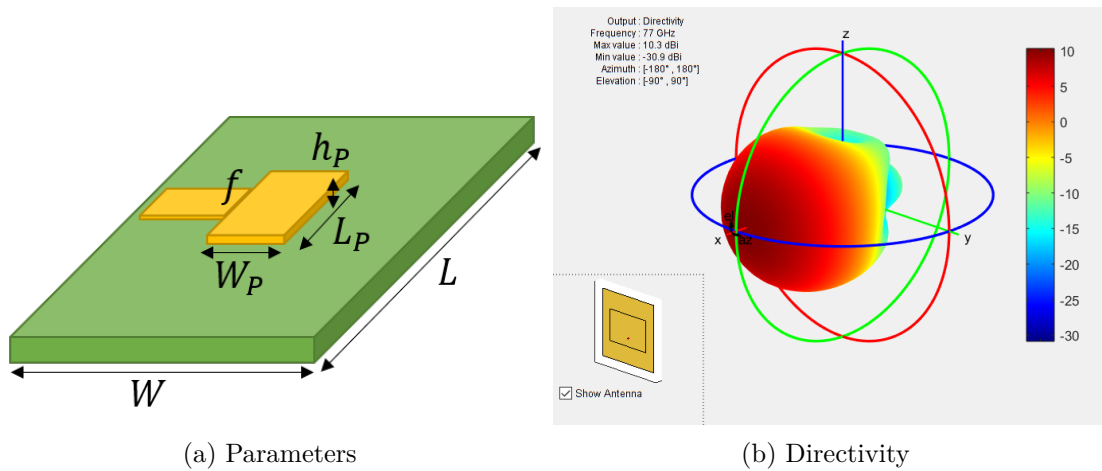 f
h_P
L_P
W_P
L
W
(a) Parameters
Output : Directivity
Frequency : 77 GHz
Max value : 10.3 dBi
Min value : -30.9 dBi
Azimuth : [-180° , 180°]
Elevation : [-90° , 90°]
z
x
az
y
10
5
0
-5
-10
-15
-20
-25
-30
Show Antenna
(b) Directivity